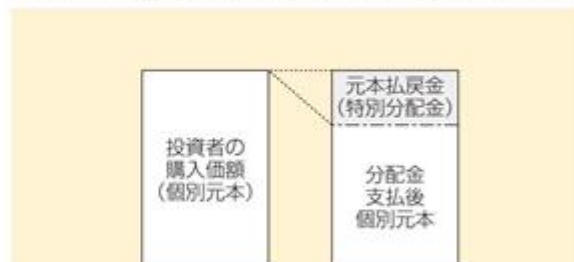 投資者の
購入価額
(個別元本)
元本払戻金
(特別分配金)
分配金
支払後
個別元本